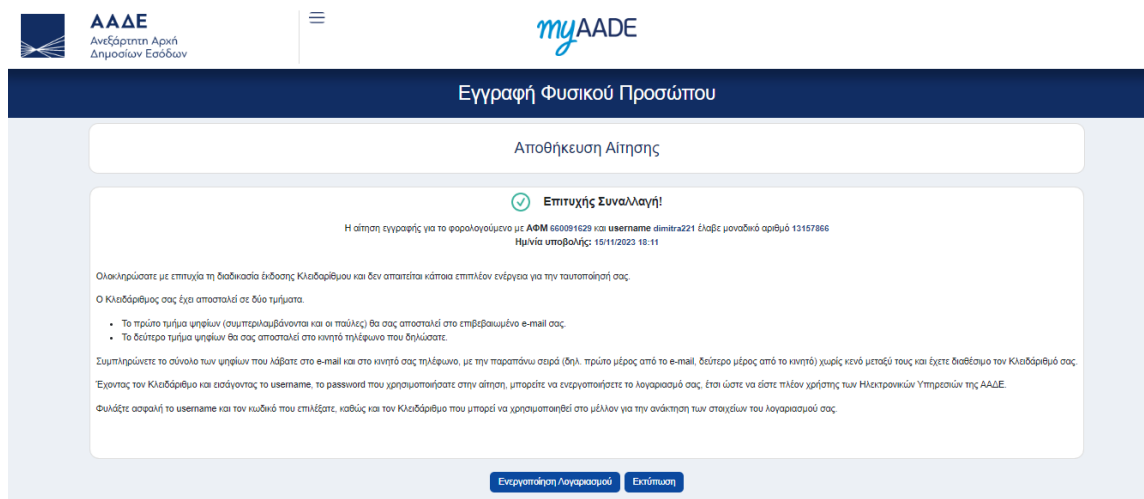 ΑΑΔΕ
Ανεξάρτητη Αρχή
Δημοσίων Εσόδων
myAADE
Εγγραφή Φυσικού Προσώπου
Αποθήκευση Αίτησης
Επιτυχής Συναλλαγή!
Η αίτηση εγγραφής για το φορολογούμενο με ΑΦΜ 660091629 και username dimitra221 έλαβε μοναδικό αριθμό 13157866
Ημ/νία υποβολής: 15/11/2023 18:11
Ολοκληρώσατε με επιτυχία τη διαδικασία έκδοσης Κλειδαρίθμου και δεν απαιτείται κάποια επιπλέον ενέργεια για την ταυτοποίησή σας.
Ο Κλειδάριθμος σας έχει αποσταλεί σε δύο τμήματα.
• Το πρώτο τμήμα ψηφίων (συμπεριλαμβάνονται και οι παύλες) θα σας αποσταλεί στο επιβεβαιωμένο e-mail σας.
• Το δεύτερο τμήμα ψηφίων θα σας αποσταλεί στο κινητό τηλέφωνο που δηλώσατε.
Συμπληρώνετε το σύνολο των ψηφίων που λάβατε στο e-mail και στο κινητό σας τηλέφωνο, με την παραπάνω σειρά (δηλ. πρώτο μέρος από το e-mail, δεύτερο μέρος από το κινητό) χωρίς κενό μεταξύ τους και έχετε διαθέσιμο τον Κλειδάριθμό σας.
Έχοντας τον Κλειδάριθμο και εισάγοντας το username, το password που χρησιμοποιήσατε στην αίτηση, μπορείτε να ενεργοποιήσετε το λογαριασμό σας, έτσι ώστε να είστε πλέον χρήστης των Ηλεκτρονικών Υπηρεσιών της ΑΑΔΕ.
Φυλάξτε ασφαλή το username και τον κωδικό που επιλέξατε, καθώς και τον Κλειδάριθμο που μπορεί να χρησιμοποιηθεί στο μέλλον για την ανάκτηση των στοιχείων του λογαριασμού σας.
Ενεργοποίηση Λογαριασμού Εκτύπωση